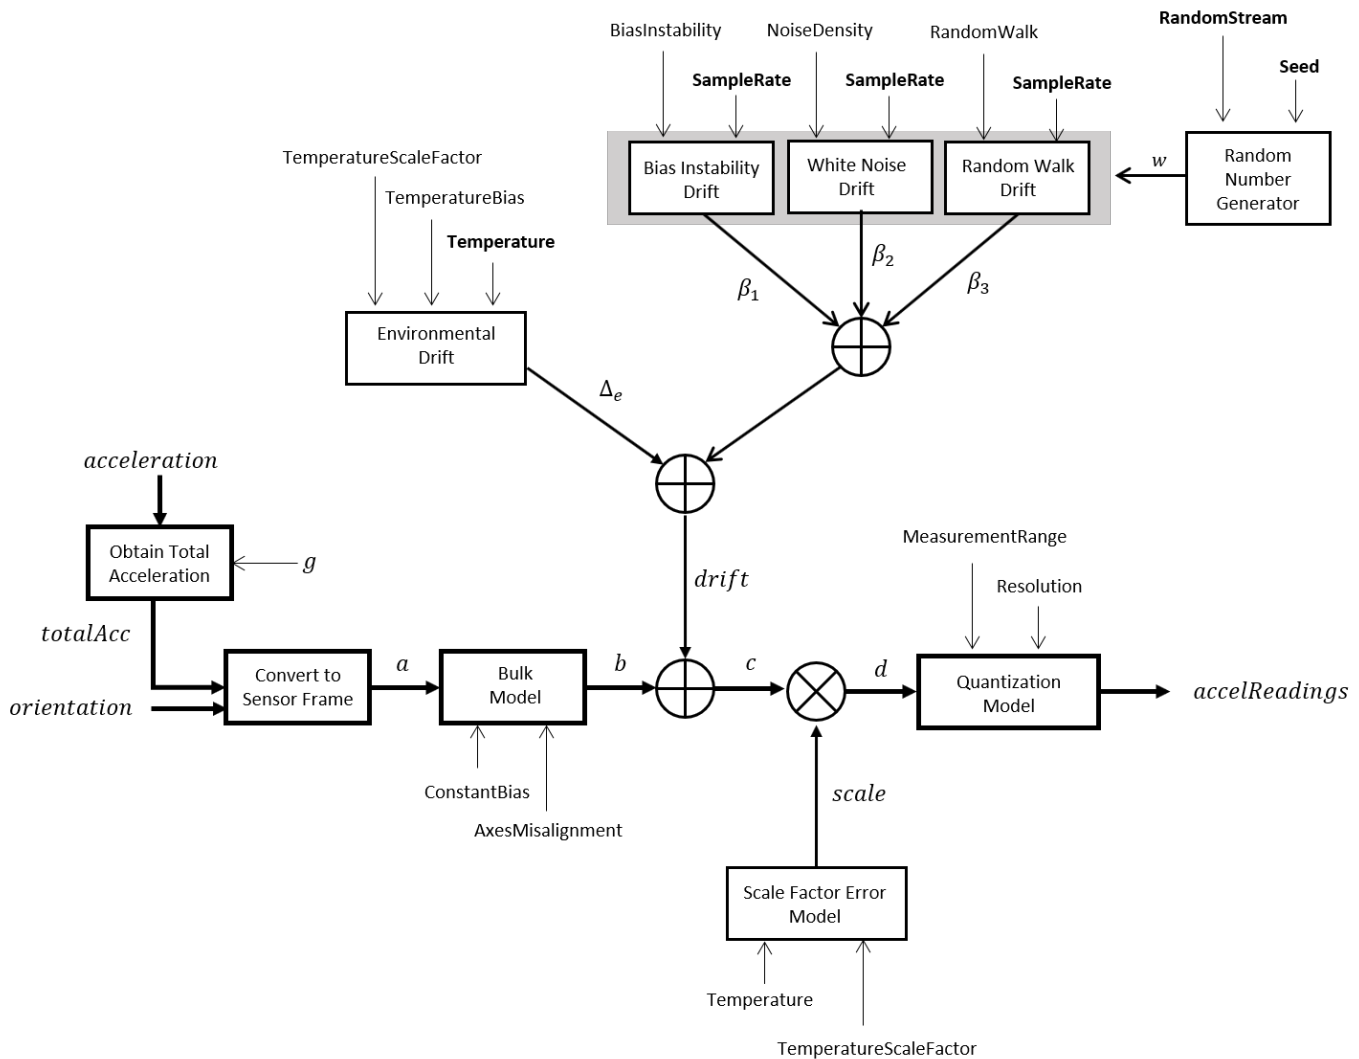 RandomStream
BiasInstability
NoiseDensity
RandomWalk
Seed
SampleRate
SampleRate
SampleRate
Bias Instability
Drift
White Noise
Drift
Random Walk
Drift
w
Random
Number
Generator
TemperatureScaleFactor
TemperatureBias
Temperature
β₁
β₂
β₃
Environmental
Drift
Δₑ
acceleration
Obtain Total
Acceleration
g
drift
MeasurementRange
Resolution
totalAcc
orientation
Convert to
Sensor Frame
a
Bulk
Model
b
c
d
Quantization
Model
accelReadings
ConstantBias
AxesMisalignment
scale
Scale Factor Error
Model
Temperature
TemperatureScaleFactor